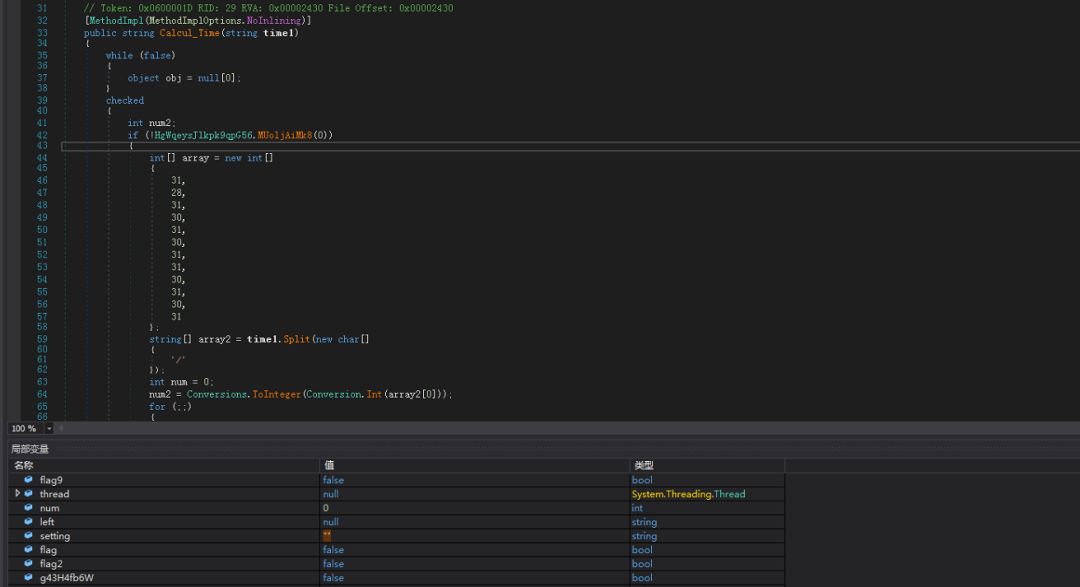 31 // Token: 0x0600001D RID: 29 RVA: 0x00002430 File Offset: 0x00002430
32 [MethodImpl(MethodImplOptions.NoInlining)]
33 public string Calcul_Time(string time1)
34 {
35 while (false)
36 {
37 object obj = null[0];
38 }
39 checked
40 {
41 int num2;
42 if (!HgWqeysJlkpk9qpG56.MUoljAiMk8(0))
43 {
44 int[] array = new int[]
45 {
46 31,
47 28,
48 31,
49 30,
50 31,
51 30,
52 31,
53 31,
54 30,
55 31,
56 30,
57 31
58 };
59 string[] array2 = time1.Split(new char[]
60 {
61 '/'
62 });
63 int num = 0;
64 num2 = Conversions.ToInteger(Conversion.Int(array2[0]));
65 for (;;)
66 {
100 %
局部变量
名称 值 类型
flag9 false bool
thread null System.Threading.Thread
num 0 int
left null string
setting "" string
flag false bool
flag2 false bool
g43H4fb6W false bool